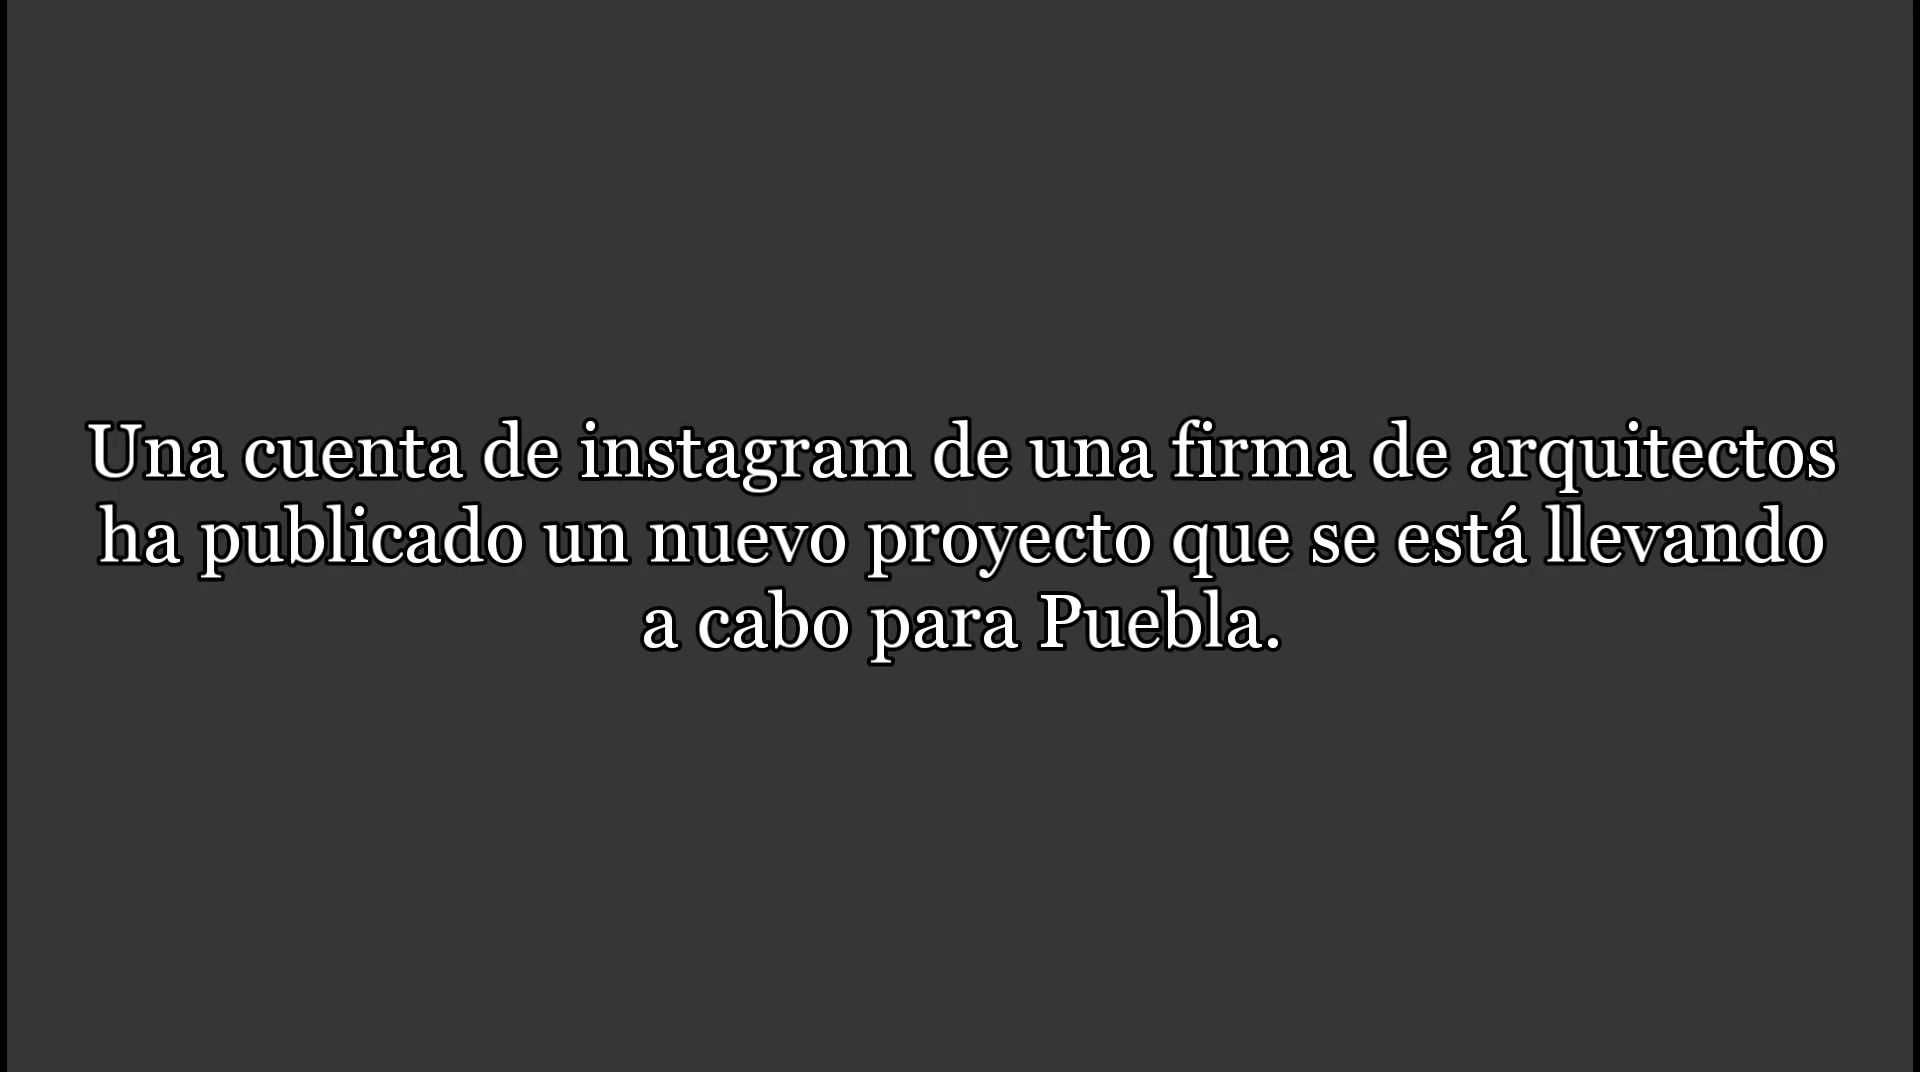 Una cuenta de instagram de una firma de arquitectos
ha publicado un nuevo proyecto que se está llevando
a cabo para Puebla.